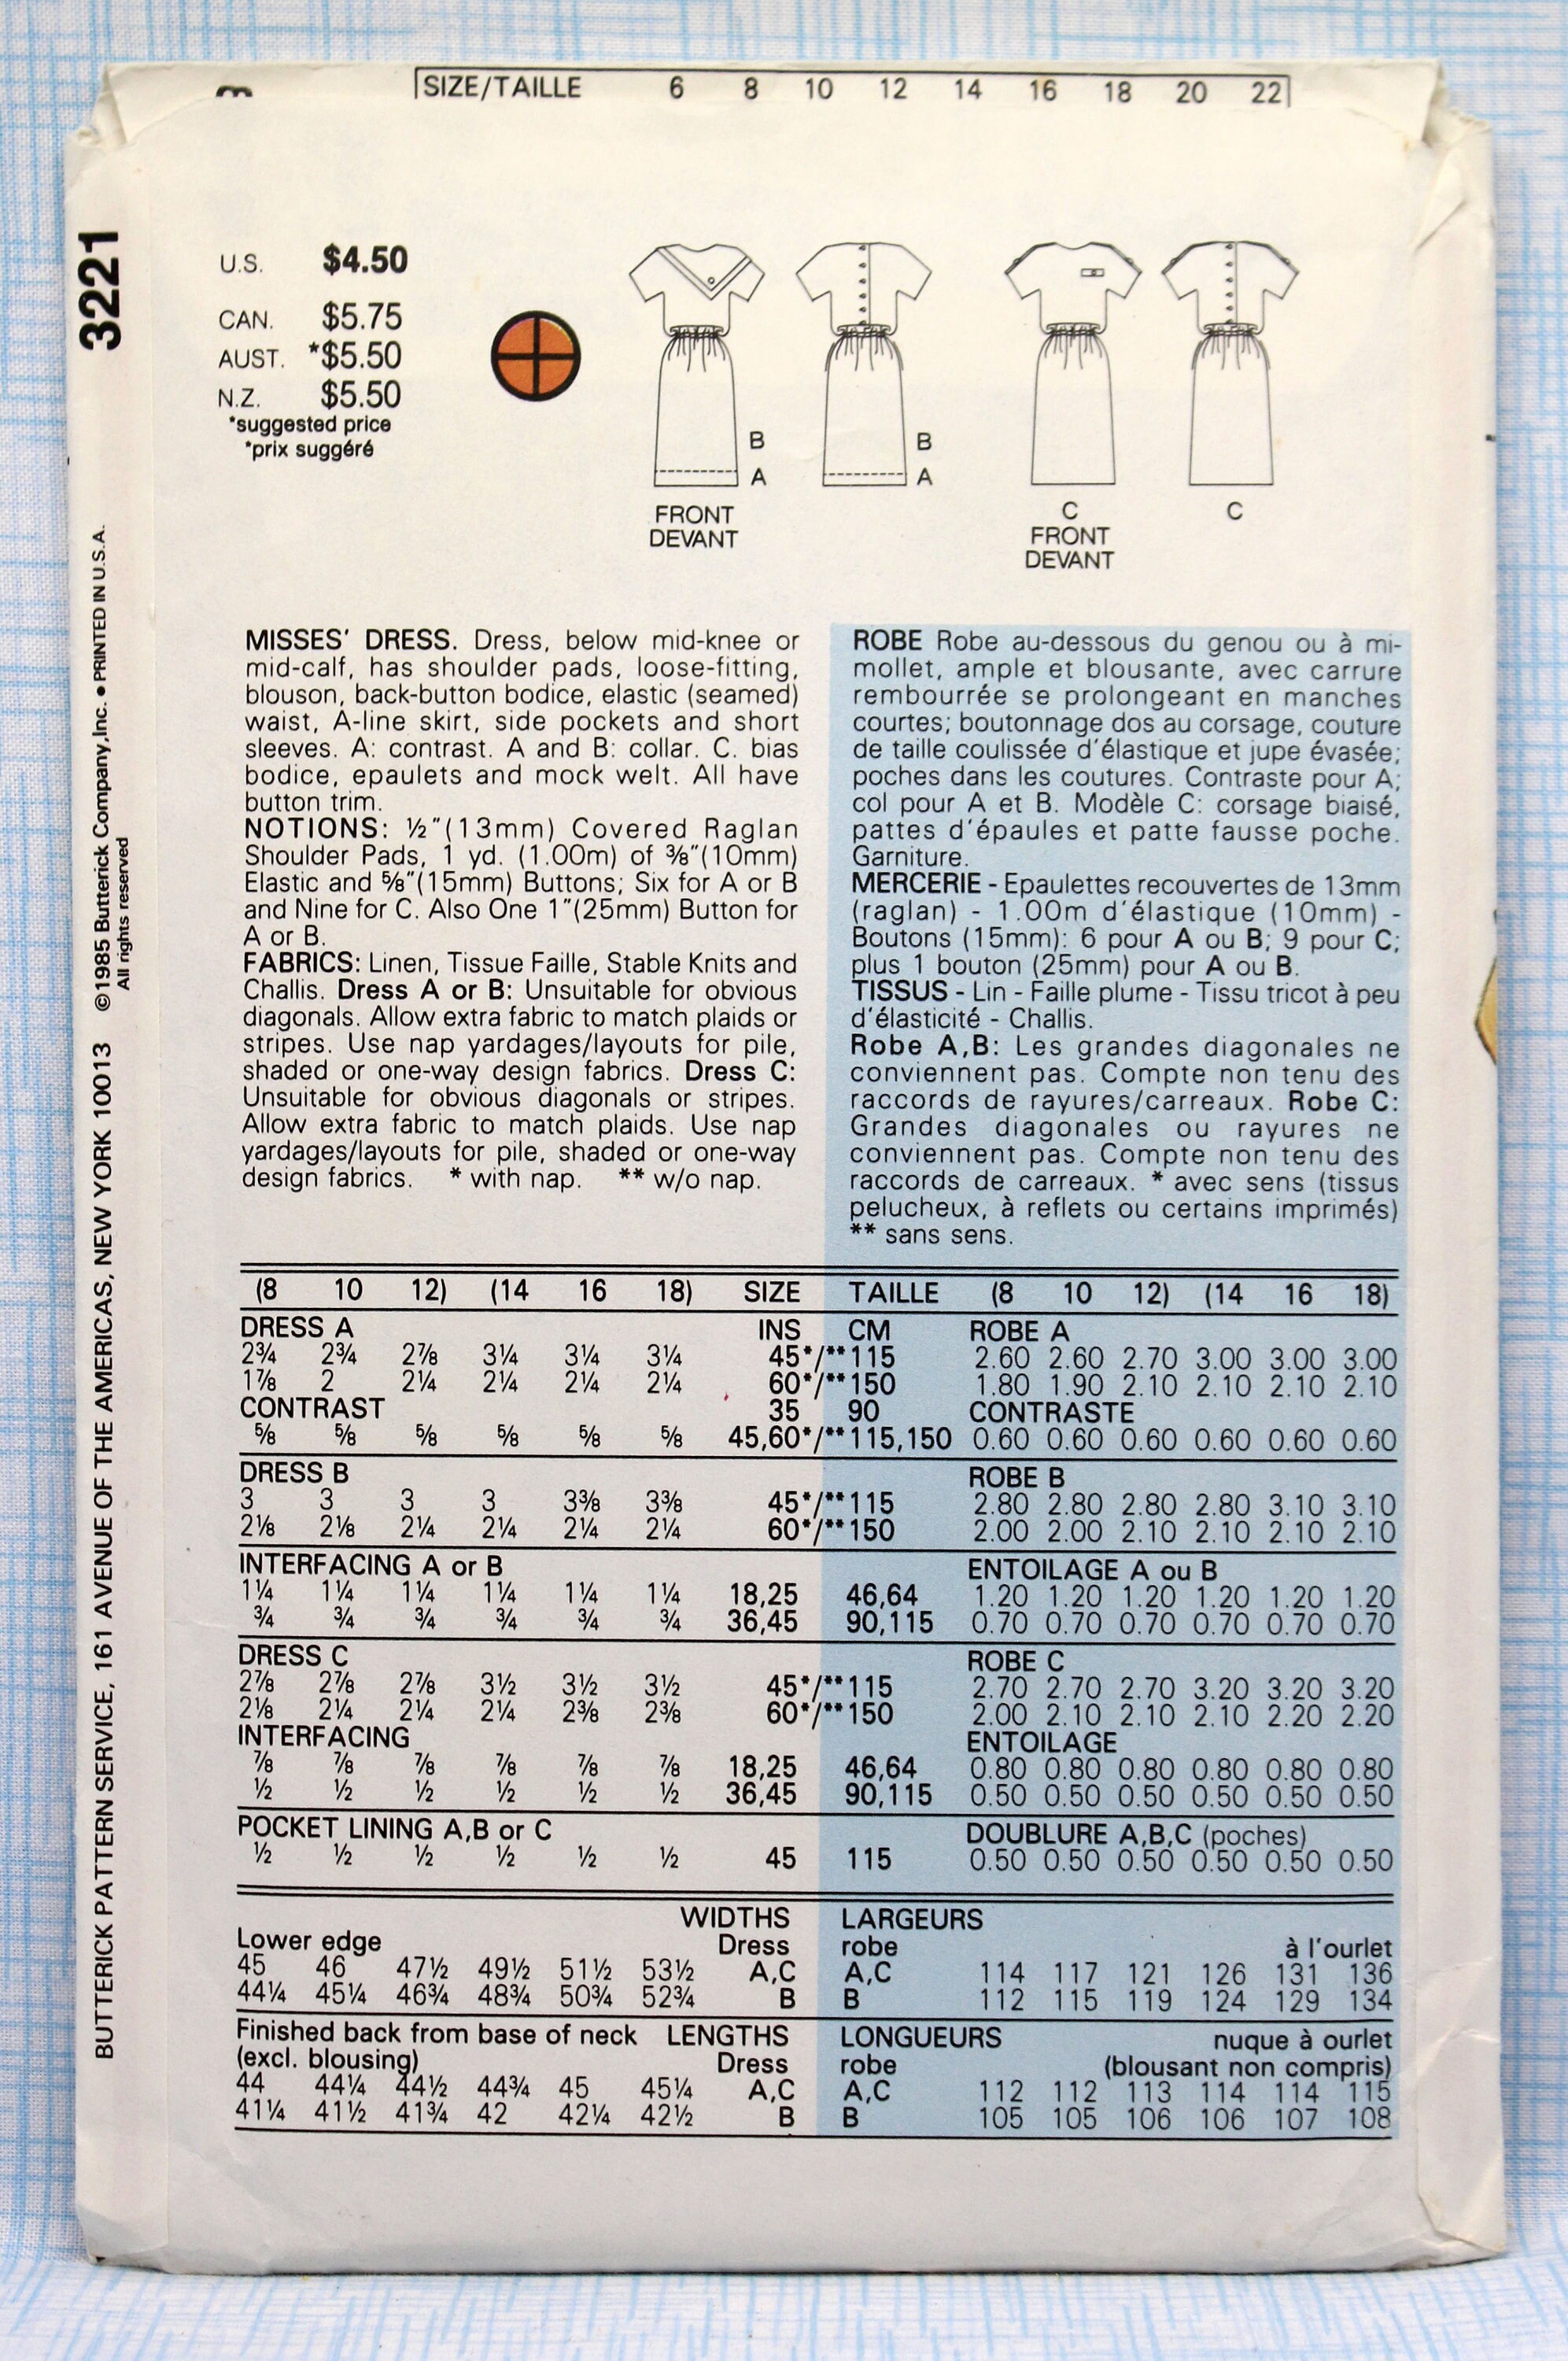 SIZE/TAILLE 6 8 10 12 14 16 18 20 22
3221
©1985 Butterick Company,Inc. ● PRINTED IN U.S.A.
All rights reserved
BUTTERICK PATTERN SERVICE, 161 AVENUE OF THE AMERICAS, NEW YORK 10013
U.S. $4.50
CAN. $5.75
AUST. *$5.50
N.Z. $5.50
*suggested price
*prix suggéré
B
A
FRONT
DEVANT
B
A
C
FRONT
DEVANT
C
MISSES' DRESS. Dress, below mid-knee or
mid-calf, has shoulder pads, loose-fitting,
blouson, back-button bodice, elastic (seamed)
waist, A-line skirt, side pockets and short
sleeves. A: contrast. A and B: collar. C. bias
bodice, epaulets and mock welt. All have
button trim.
NOTIONS: ½"(13mm) Covered Raglan
Shoulder Pads, 1 yd. (1.00m) of ⅜"(10mm)
Elastic and ⅝"(15mm) Buttons; Six for A or B
and Nine for C. Also One 1"(25mm) Button for
A or B.
FABRICS: Linen, Tissue Faille, Stable Knits and
Challis. Dress A or B: Unsuitable for obvious
diagonals. Allow extra fabric to match plaids or
stripes. Use nap yardages/layouts for pile,
shaded or one-way design fabrics. Dress C:
Unsuitable for obvious diagonals or stripes.
Allow extra fabric to match plaids. Use nap
yardages/layouts for pile, shaded or one-way
design fabrics. * with nap. ** w/o nap.
ROBE Robe au-dessous du genou ou à mi-
mollet, ample et blousante, avec carrure
rembourrée se prolongeant en manches
courtes; boutonnage dos au corsage, couture
de taille coulissée d'élastique et jupe évasée;
poches dans les coutures. Contraste pour A;
col pour A et B. Modèle C: corsage biaisé,
pattes d'épaules et patte fausse poche.
Garniture.
MERCERIE - Epaulettes recouvertes de 13mm
(raglan) - 1.00m d'élastique (10mm) -
Boutons (15mm): 6 pour A ou B; 9 pour C;
plus 1 bouton (25mm) pour A ou B.
TISSUS - Lin - Faille plume - Tissu tricot à peu
d'élasticité - Challis.
Robe A,B: Les grandes diagonales ne
conviennent pas. Compte non tenu des
raccords de rayures/carreaux. Robe C:
Grandes diagonales ou rayures ne
conviennent pas. Compte non tenu des
raccords de carreaux. * avec sens (tissus
pelucheux, à reflets ou certains imprimés)
** sans sens.
(8 10 12) (14 16 18) SIZE TAILLE (8 10 12) (14 16 18)
DRESS A INS CM ROBE A
2¾ 2¾ 2⅞ 3¼ 3¼ 3¼ 45*/**115 2.60 2.60 2.70 3.00 3.00 3.00
1⅞ 2 2¼ 2¼ 2¼ 2¼ 60*/**150 1.80 1.90 2.10 2.10 2.10 2.10
CONTRAST 35 90 CONTRASTE
⅝ ⅝ ⅝ ⅝ ⅝ ⅝ 45,60*/**115,150 0.60 0.60 0.60 0.60 0.60 0.60
DRESS B ROBE B
3 3 3 3 3⅜ 3⅜ 45*/**115 2.80 2.80 2.80 2.80 3.10 3.10
2⅛ 2⅛ 2¼ 2¼ 2¼ 2¼ 60*/**150 2.00 2.00 2.10 2.10 2.10 2.10
INTERFACING A or B ENTOILAGE A ou B
1¼ 1¼ 1¼ 1¼ 1¼ 1¼ 18,25 46,64 1.20 1.20 1.20 1.20 1.20 1.20
¾ ¾ ¾ ¾ ¾ ¾ 36,45 90,115 0.70 0.70 0.70 0.70 0.70 0.70
DRESS C ROBE C
2⅞ 2⅞ 2⅞ 3½ 3½ 3½ 45*/**115 2.70 2.70 2.70 3.20 3.20 3.20
2⅛ 2¼ 2¼ 2¼ 2⅜ 2⅜ 60*/**150 2.00 2.10 2.10 2.10 2.20 2.20
INTERFACING ENTOILAGE
⅞ ⅞ ⅞ ⅞ ⅞ ⅞ 18,25 46,64 0.80 0.80 0.80 0.80 0.80 0.80
½ ½ ½ ½ ½ ½ 36,45 90,115 0.50 0.50 0.50 0.50 0.50 0.50
POCKET LINING A,B or C DOUBLURE A,B,C (poches)
½ ½ ½ ½ ½ ½ 45 115 0.50 0.50 0.50 0.50 0.50 0.50
WIDTHS LARGEURS
Lower edge Dress robe à l'ourlet
45 46 47½ 49½ 51½ 53½ A,C A,C 114 117 121 126 131 136
44¼ 45¼ 46¾ 48¾ 50¾ 52¾ B B 112 115 119 124 129 134
Finished back from base of neck LENGTHS LONGUEURS nuque à ourlet
(excl. blousing) Dress robe (blousant non compris)
44 44¼ 44½ 44¾ 45 45¼ A,C A,C 112 112 113 114 114 115
41¼ 41½ 41¾ 42 42¼ 42½ B B 105 105 106 106 107 108